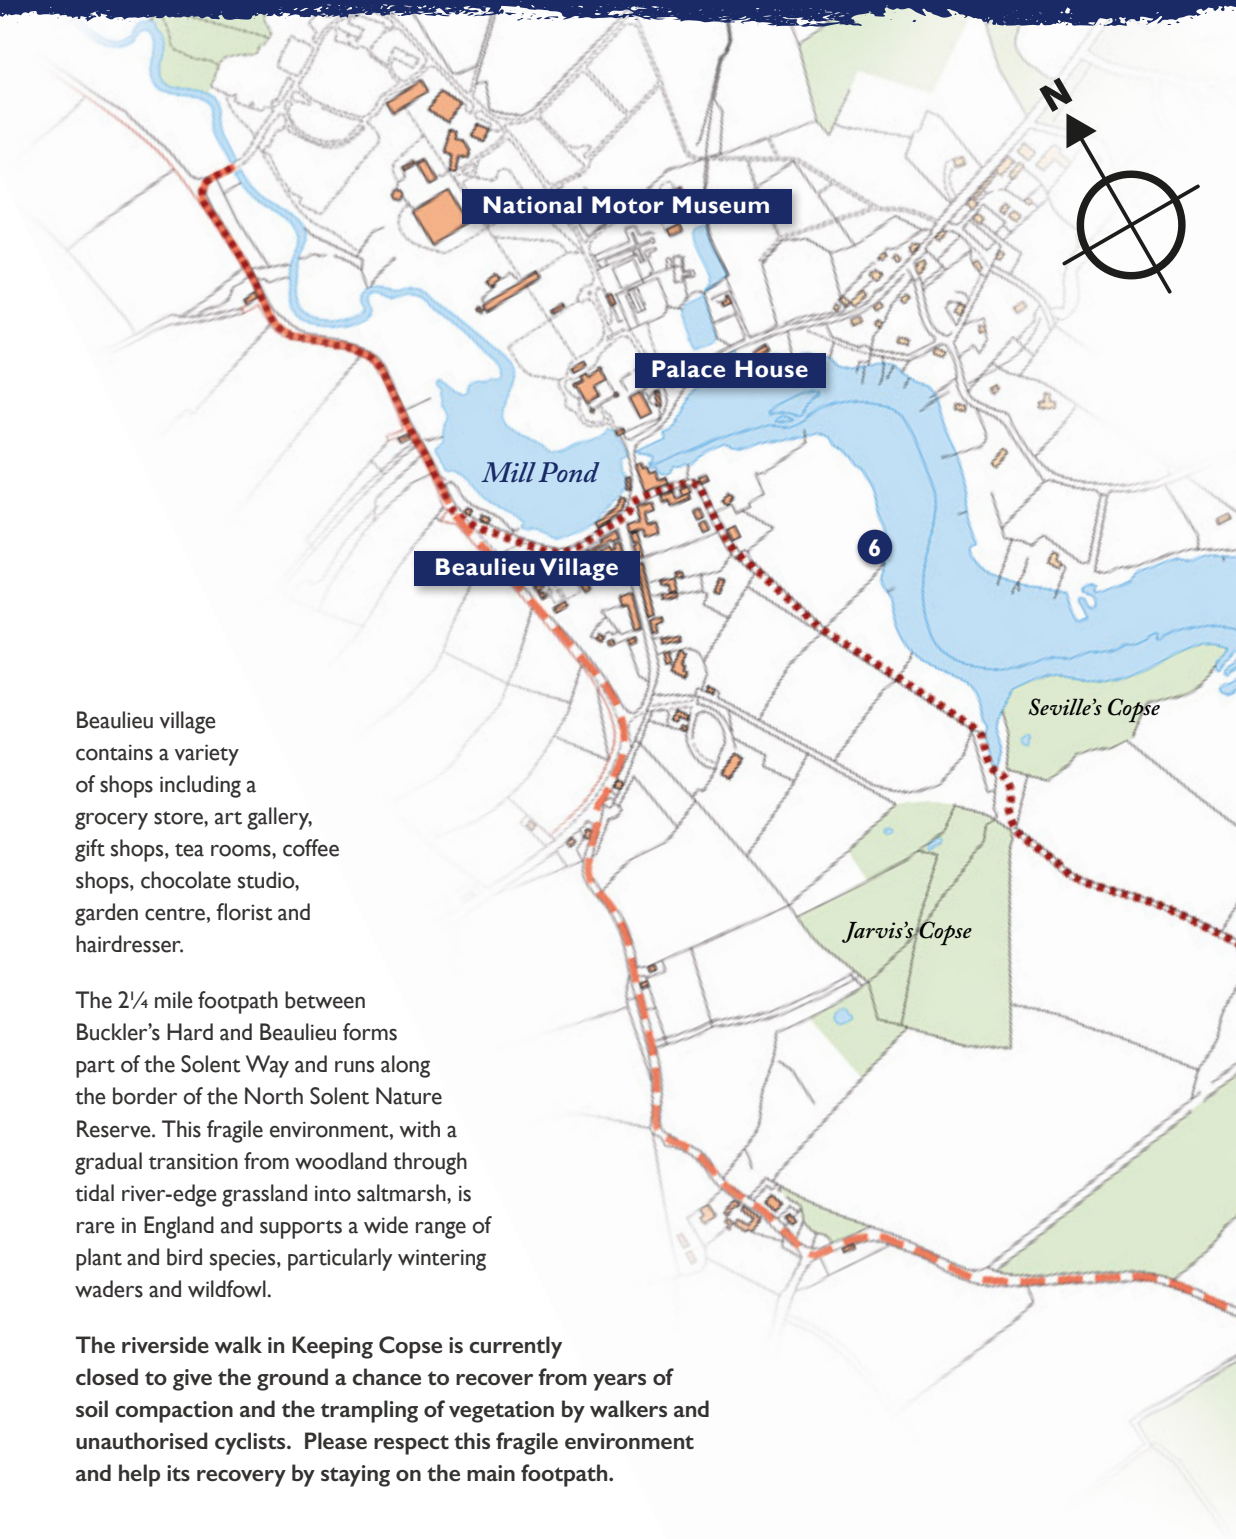 N
National Motor Museum
Palace House
Mill Pond
6
Beaulieu Village
Seville's Copse
Beaulieu village
contains a variety
of shops including a
grocery store, art gallery,
gift shops, tea rooms, coffee
shops, chocolate studio,
garden centre, florist and
hairdresser.
Jarvis's Copse
The 2¼ mile footpath between
Buckler’s Hard and Beaulieu forms
part of the Solent Way and runs along
the border of the North Solent Nature
Reserve. This fragile environment, with a
gradual transition from woodland through
tidal river-edge grassland into saltmarsh, is
rare in England and supports a wide range of
plant and bird species, particularly wintering
waders and wildfowl.
The riverside walk in Keeping Copse is currently
closed to give the ground a chance to recover from years of
soil compaction and the trampling of vegetation by walkers and
unauthorised cyclists.  Please respect this fragile environment
and help its recovery by staying on the main footpath.